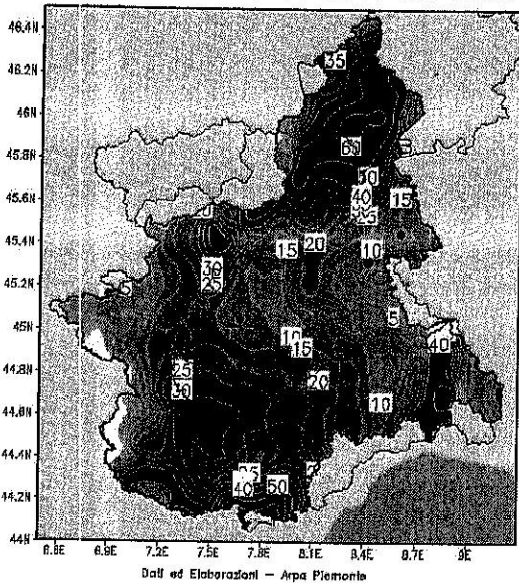 46.4N
35
46.2N
46N
60
45.8N
40
15
45.6N
25
15 20 10
45.4N
30
25
45.2N
5
5
45N
10
15
40
44.8N
25
30
20
10
44.6N
44.4N
40 50
44.2N
44N
6.6E 6.9E 7.2E 7.5E 7.8E 8.1E 8.4E 8.7E 9E
Dati ed Elaborazioni - Arpa Piemonte